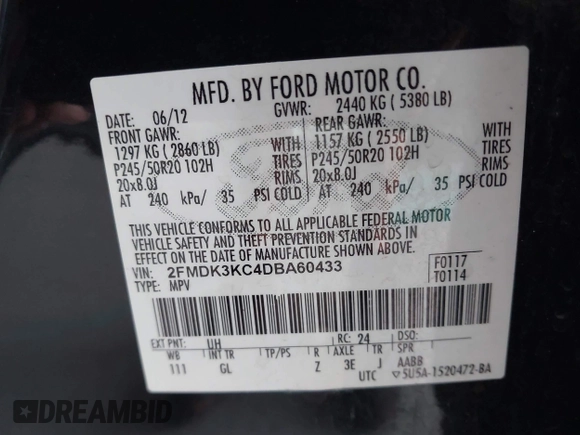 MFD. BY FORD MOTOR CO.
DATE: 06/12 GVWR: 2440 KG ( 5380 LB)
FRONT GAWR: REAR GAWR:
1297 KG ( 2860 LB) WITH 1157 KG ( 2550 LB) WITH
P245/50R20 102H TIRES P245/50R20 102H TIRES
20x8.0J RIMS 20x8.0J RIMS
AT 240 kPa/ 35 PSI COLD AT 240 kPa/ 35 PSI COLD
THIS VEHICLE CONFORMS TO ALL APPLICABLE FEDERAL MOTOR
VEHICLE SAFETY AND THEFT PREVENTION STANDARDS IN
EFFECT ON THE DATE OF MANUFACTURE SHOWN ABOVE.
VIN: 2FMDK3KC4DBA60433 F0117
TYPE: MPV T0114
EXT PNT: UH RC: 24 DSO:
WB INT TR TP/PS R AXLE TR SPR
111 GL Z 3E J AABB
UTC ▽5U5A-1520472-BA
DREAMBID